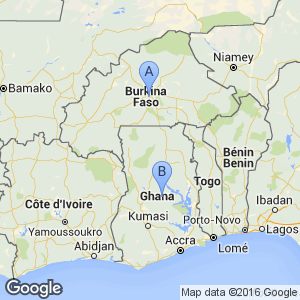 Niamey
A
Bamako
Burkina
Faso
Bénin
Benin
B
Togo
Ghana
Côte d'Ivoire
Ibadan
Kumasi
Porto-Novo
Yamoussoukro
Lagos
Abidjan
Accra
Lomé
Map data ©2016 Google